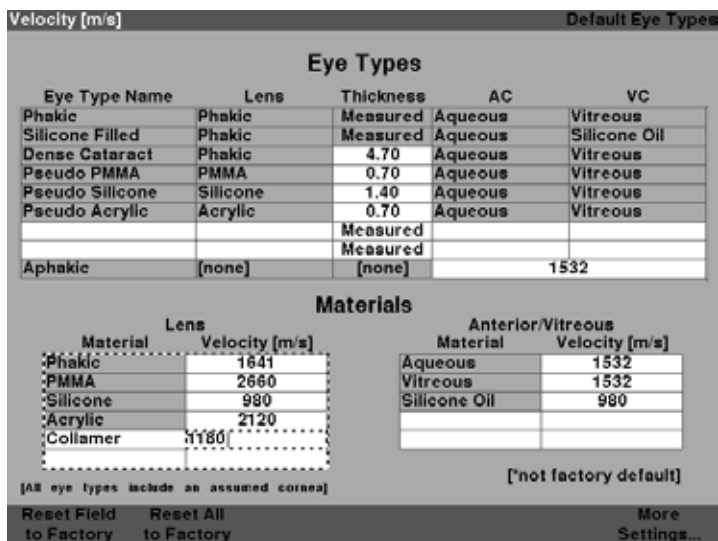 Velocity [m/s] Default Eye Types
Eye Types
Eye Type Name Lens Thickness AC VC
Phakic Phakic Measured Aqueous Vitreous
Silicone Filled Phakic Measured Aqueous Silicone Oil
Dense Cataract Phakic 4.70 Aqueous Vitreous
Pseudo PMMA PMMA 0.70 Aqueous Vitreous
Pseudo Silicone Silicone 1.40 Aqueous Vitreous
Pseudo Acrylic Acrylic 0.70 Aqueous Vitreous
Measured
Measured
Aphakic [none] [none] 1532
Materials
Lens
Material Velocity [m/s]
Phakic 1641
PMMA 2660
Silicone 980
Acrylic 2120
Collamer 1180
[All eye types include an assumed cornea]
Anterior/Vitreous
Material Velocity [m/s]
Aqueous 1532
Vitreous 1532
Silicone Oil 980
[*not factory default]
Reset Field to Factory
Reset All to Factory
More Settings...